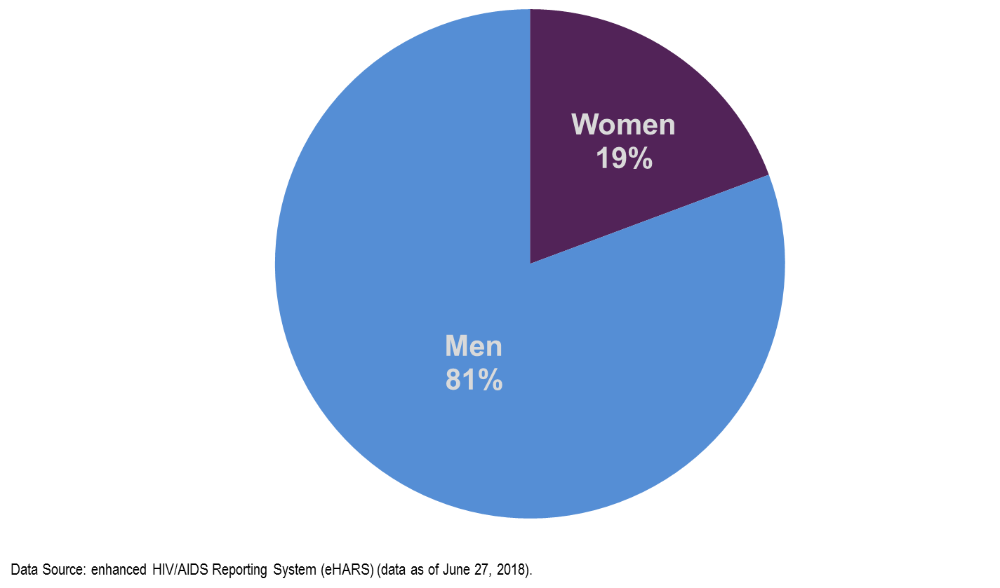 Women
19%
Men
81%
Data Source: enhanced HIV/AIDS Reporting System (eHARS) (data as of June 27, 2018).